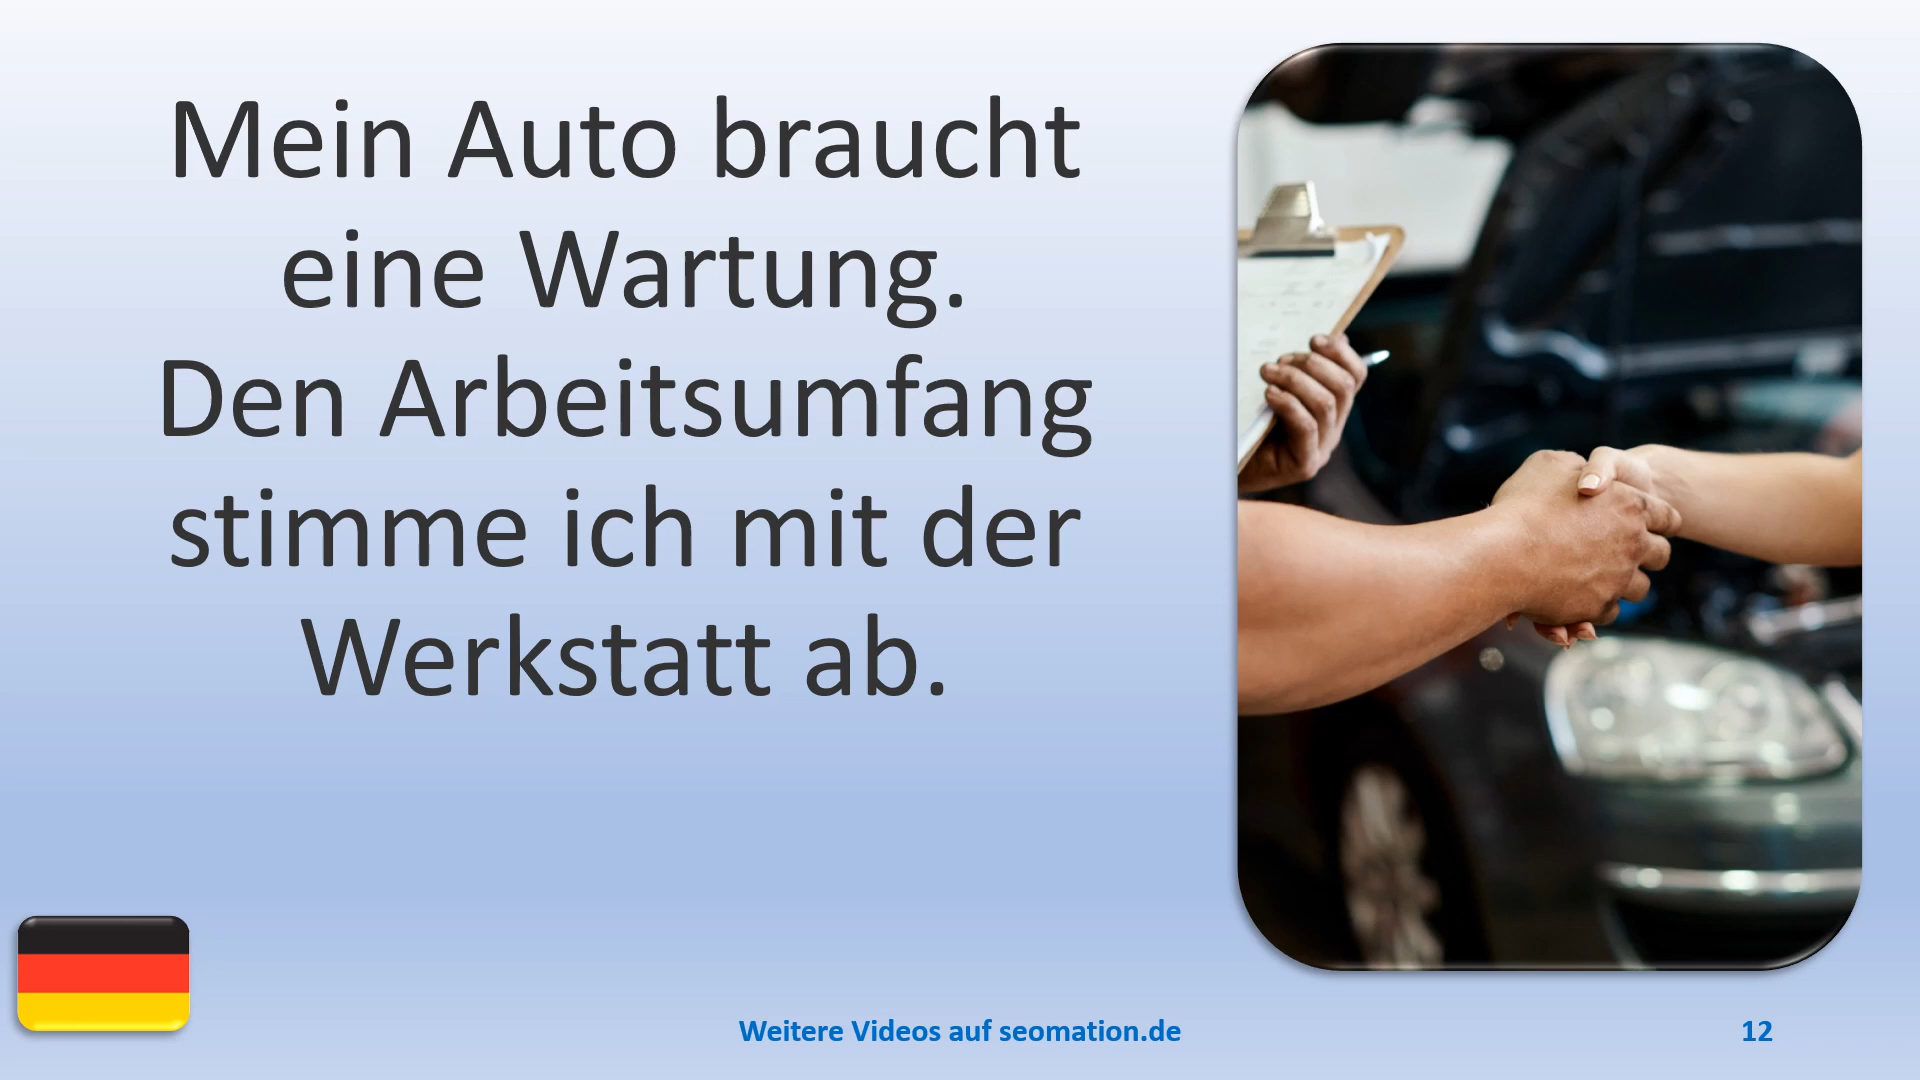 Mein Auto braucht
eine Wartung.
Den Arbeitsumfang
stimme ich mit der
Werkstatt ab.
Weitere Videos auf seomation.de
12